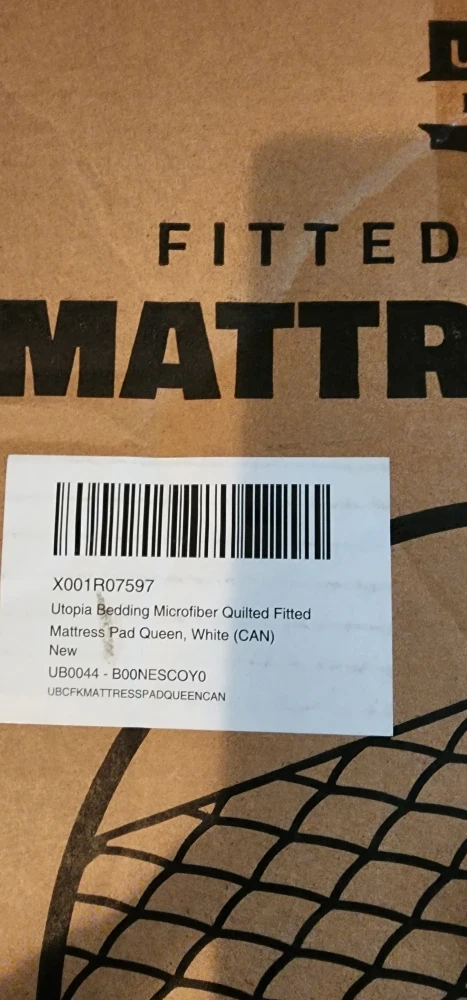 FITTED
MATTR
X001R07597
Utopia Bedding Microfiber Quilted Fitted
Mattress Pad Queen, White (CAN)
New
UB0044 - B00NESCOY0
UBCFKMATTRESSPADQUEENCAN